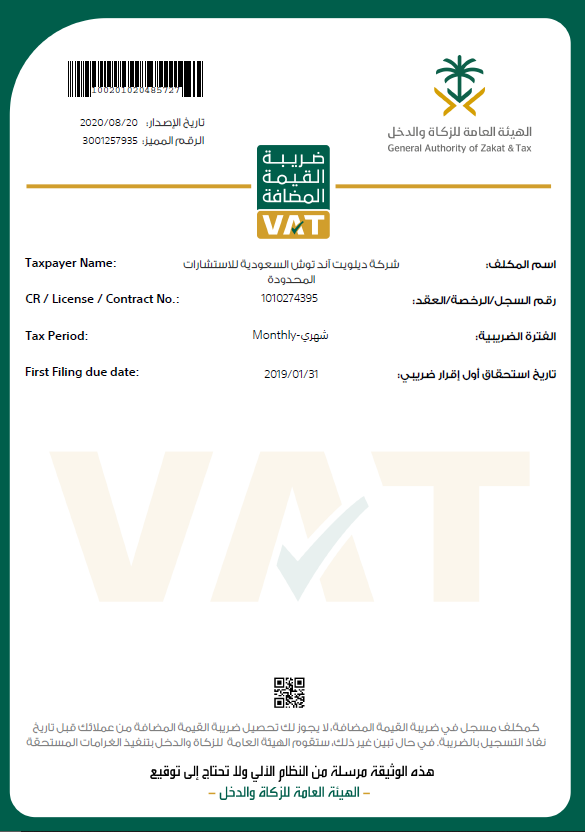 100201020485727
الهيئة العامة للزكاة والدخل
General Authority of Zakat & Tax
تاريخ الإصدار: 2020/08/20
الرقم المميز: 3001257935
ضريبة
القيمة
المضافة
VAT
Taxpayer Name: شركة ديلويت آند توش السعودية للاستشارات المحدودة اسم المكلف:
CR / License / Contract No.: 1010274395 رقم السجل/الرخصة/العقد:
Tax Period: Monthly-شهري الفترة الضريبية:
First Filing due date: 2019/01/31 تاريخ استحقاق أول إقرار ضريبي:
VAT
كمكلف مسجل في ضريبة القيمة المضافة، لا يجوز لك تحصيل ضريبة القيمة المضافة من عملائك قبل تاريخ
نفاذ التسجيل بالضريبة. في حال تبين غير ذلك، ستقوم الهيئة العامة للزكاة والدخل بتنفيذ الغرامات المستحقة
هذه الوثيقة مرسلة من النظام الآلي ولا تحتاج إلى توقيع
- الهيئة العامة للزكاة والدخل -